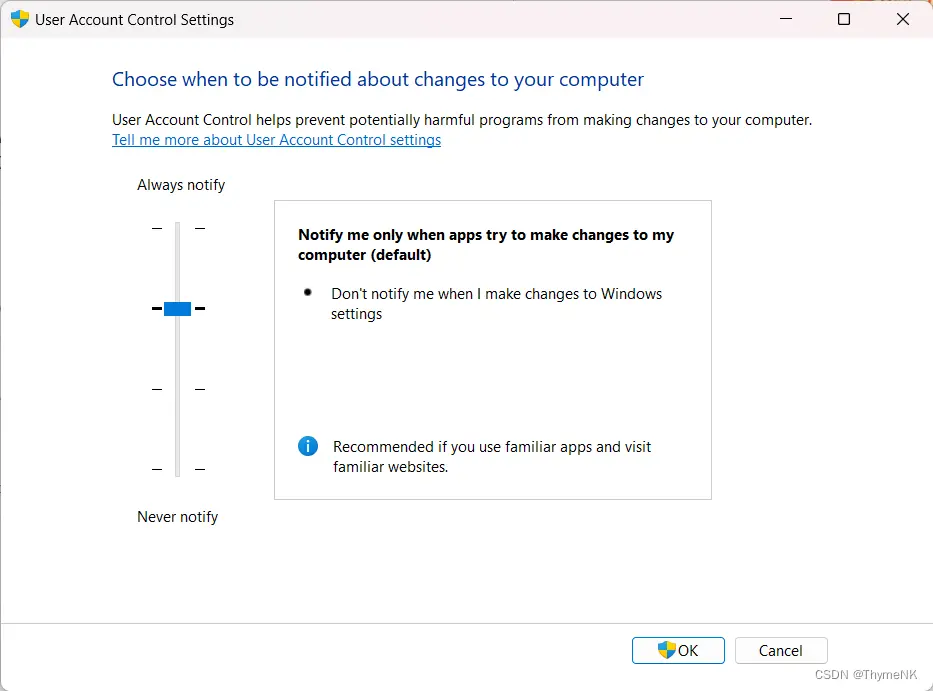 User Account Control Settings
Choose when to be notified about changes to your computer
User Account Control helps prevent potentially harmful programs from making changes to your computer.
Tell me more about User Account Control settings
Always notify
Notify me only when apps try to make changes to my
computer (default)
Don't notify me when I make changes to Windows
settings
Recommended if you use familiar apps and visit
familiar websites.
Never notify
OK
Cancel
CSDN @ThymeNK